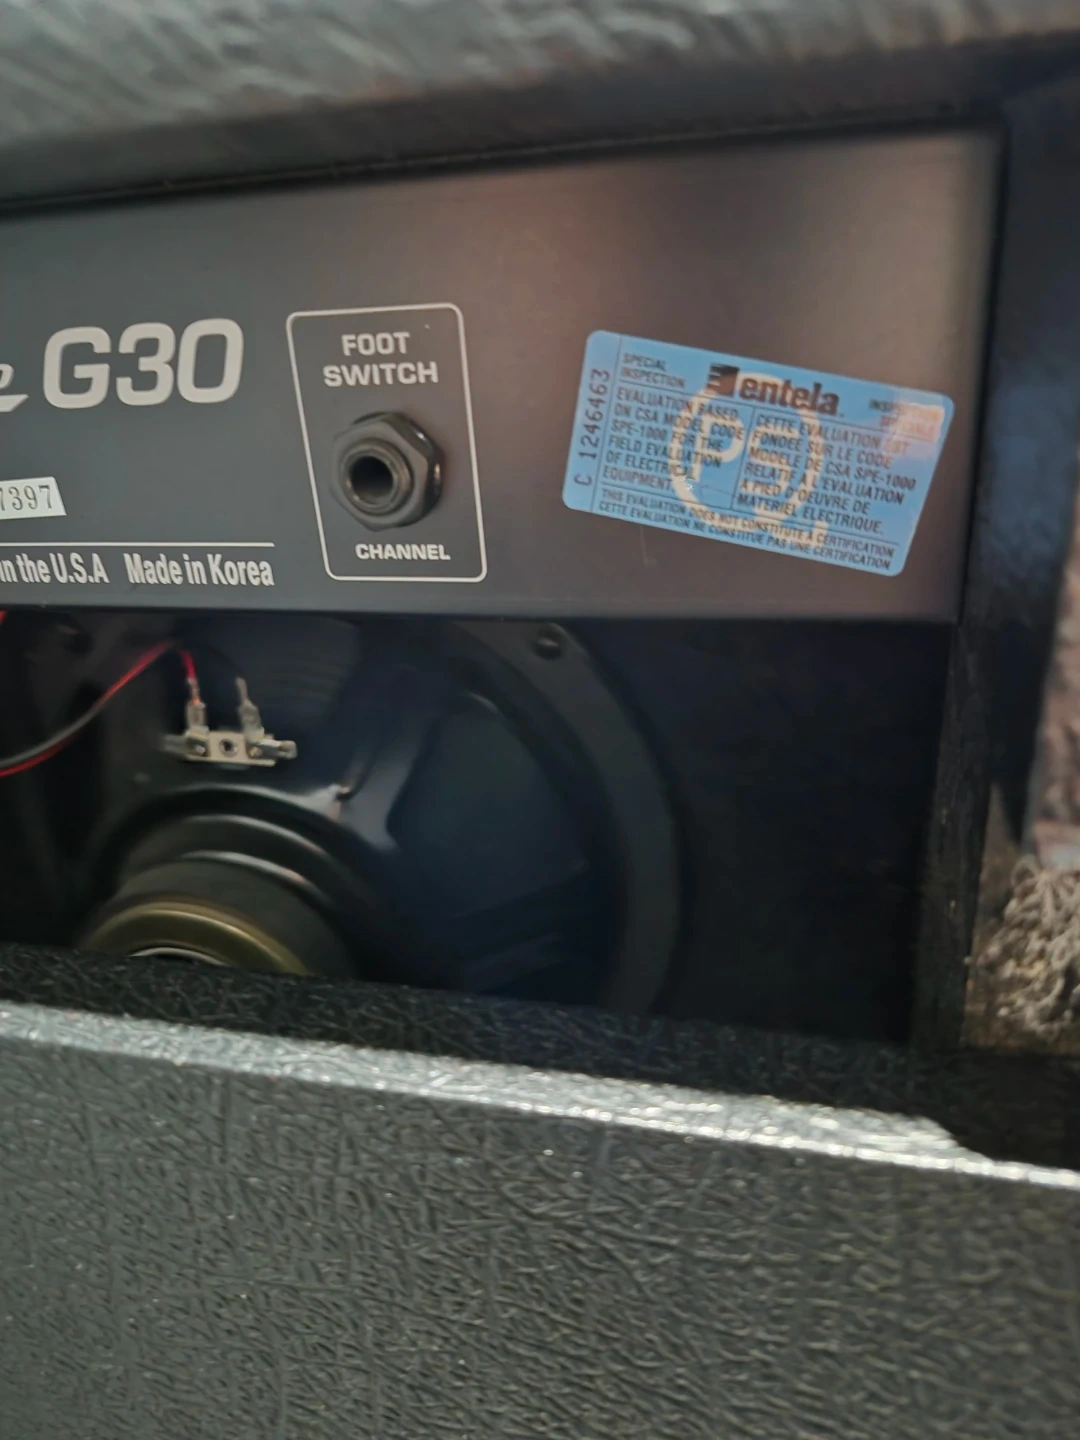 G30
FOOT
SWITCH
CHANNEL
7397
in the U.S.A Made in Korea
C 1246463
SPECIAL
INSPECTION
entela
EVALUATION BASED
ON CSA MODEL CODE
SPE-1000 FOR THE
FIELD EVALUATION
OF ELECTRICAL
EQUIPMENT
CETTE EVALUATION EST
FONDEE SUR LE CODE
MODELE DE CSA SPE-1000
RELATIF A L'EVALUATION
A PIED D'OEUVRE DE
MATERIEL ELECTRIQUE.
THIS EVALUATION DOES NOT CONSTITUTE A CERTIFICATION
CETTE EVALUATION NE CONSTITUE PAS UNE CERTIFICATION